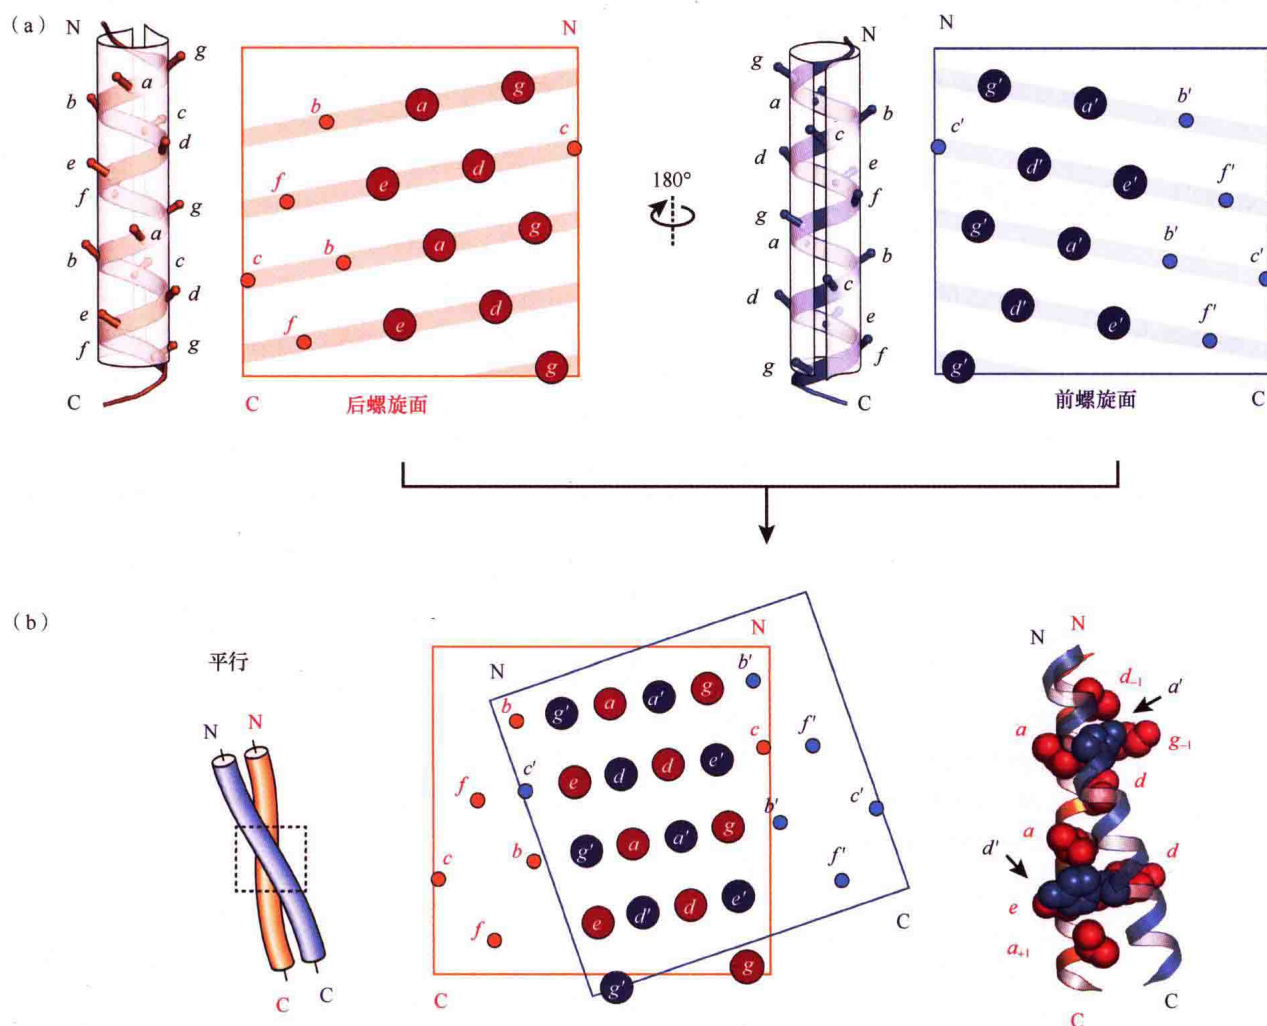 (a)
N
g
a
b
c
d
e
f
g
a
b
c
d
e
f
g
C
N
b a g
c
f e d
c b a g
f e d
g
C
后螺旋面
180°
N
g
a
b
c
d
e
f
g
a
b
c
d
e
f
g
C
N
g' a' b'
c'
d' e' f'
g' a' b' c'
d' e' f'
g'
前螺旋面
C
(b)
平行
N N
C C
N
N
b g' a a' g b'
c f'
f c' e d d e'
b' c'
c b g' a a' g
f'
f e d' d e'
C
g' g
C
N N
d₋₁
a'
a
g₋₁
d
a
d'
d
e
a₊₁
C
C